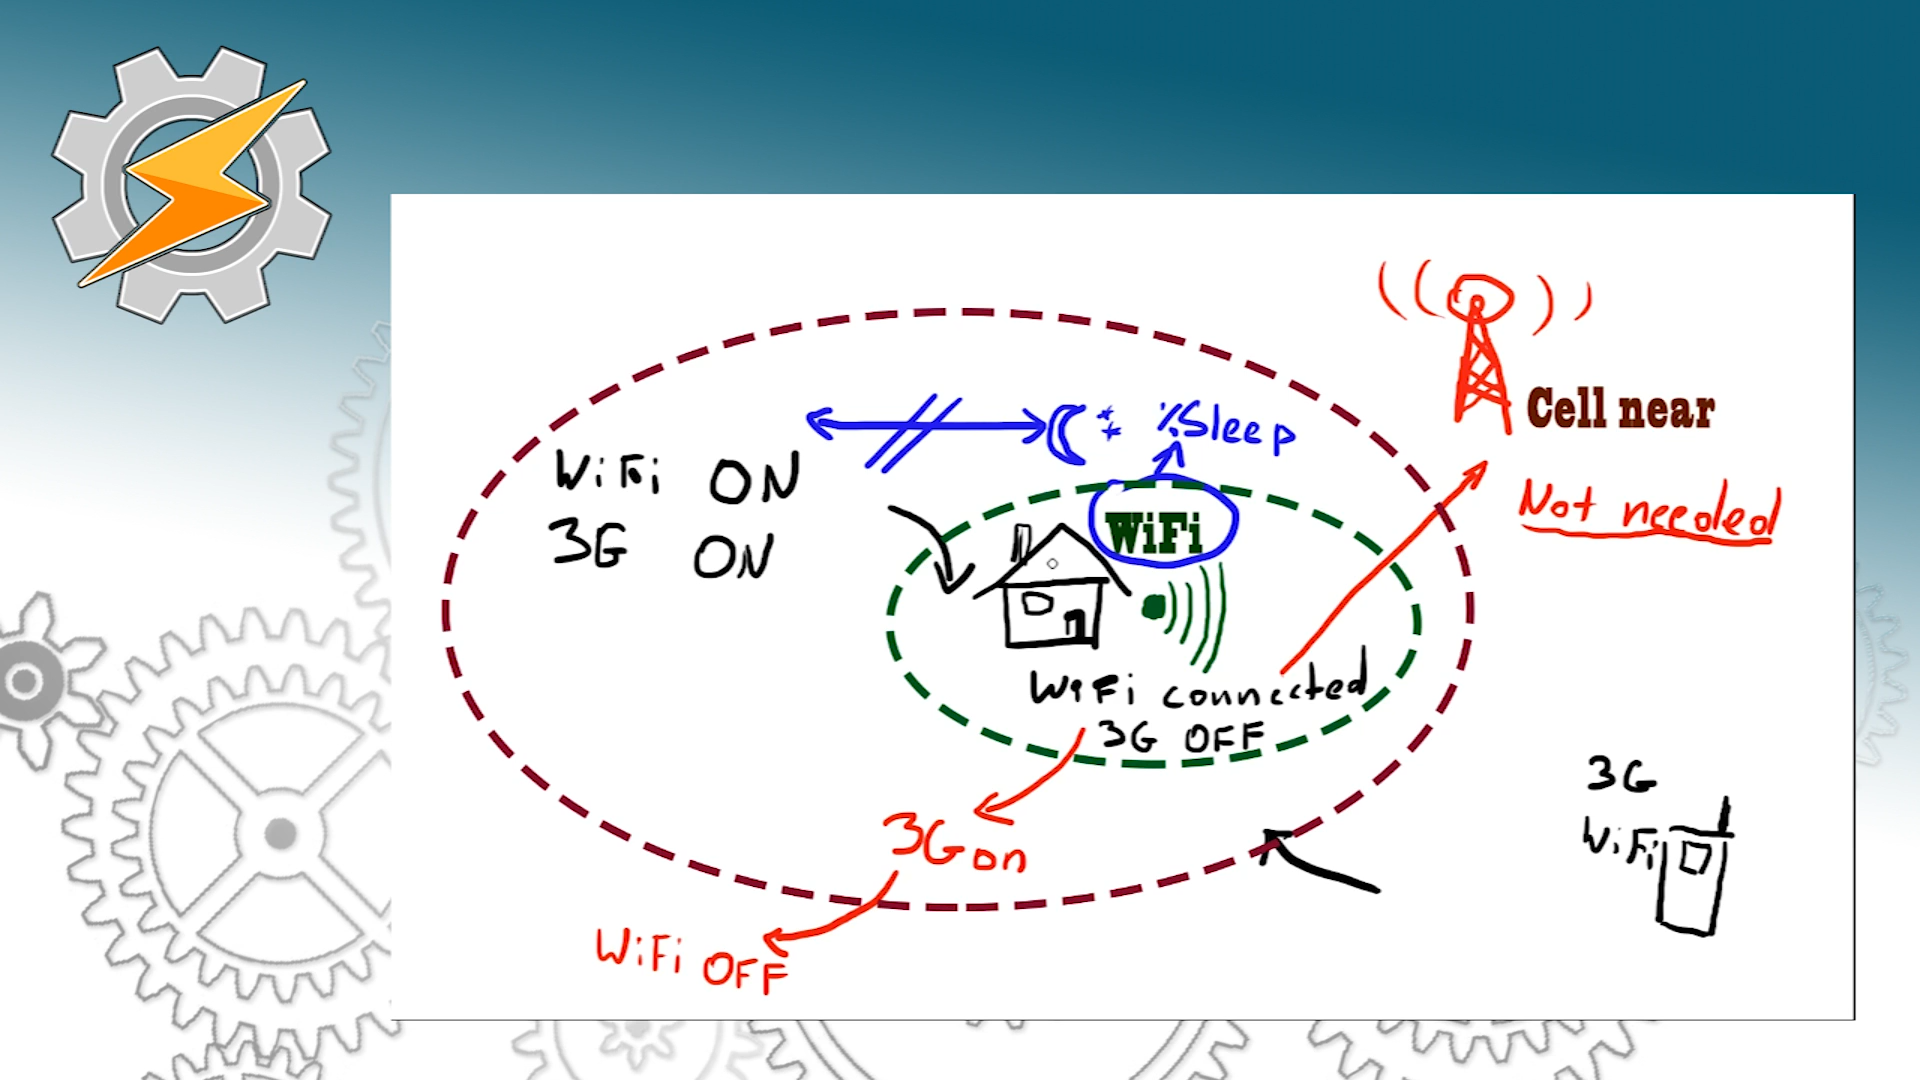 Cell near
Not needed
%Sleep
WiFi ON
3G ON
WiFi
WiFi connected
3G OFF
3G on
WiFi OFF
3G
WiFi